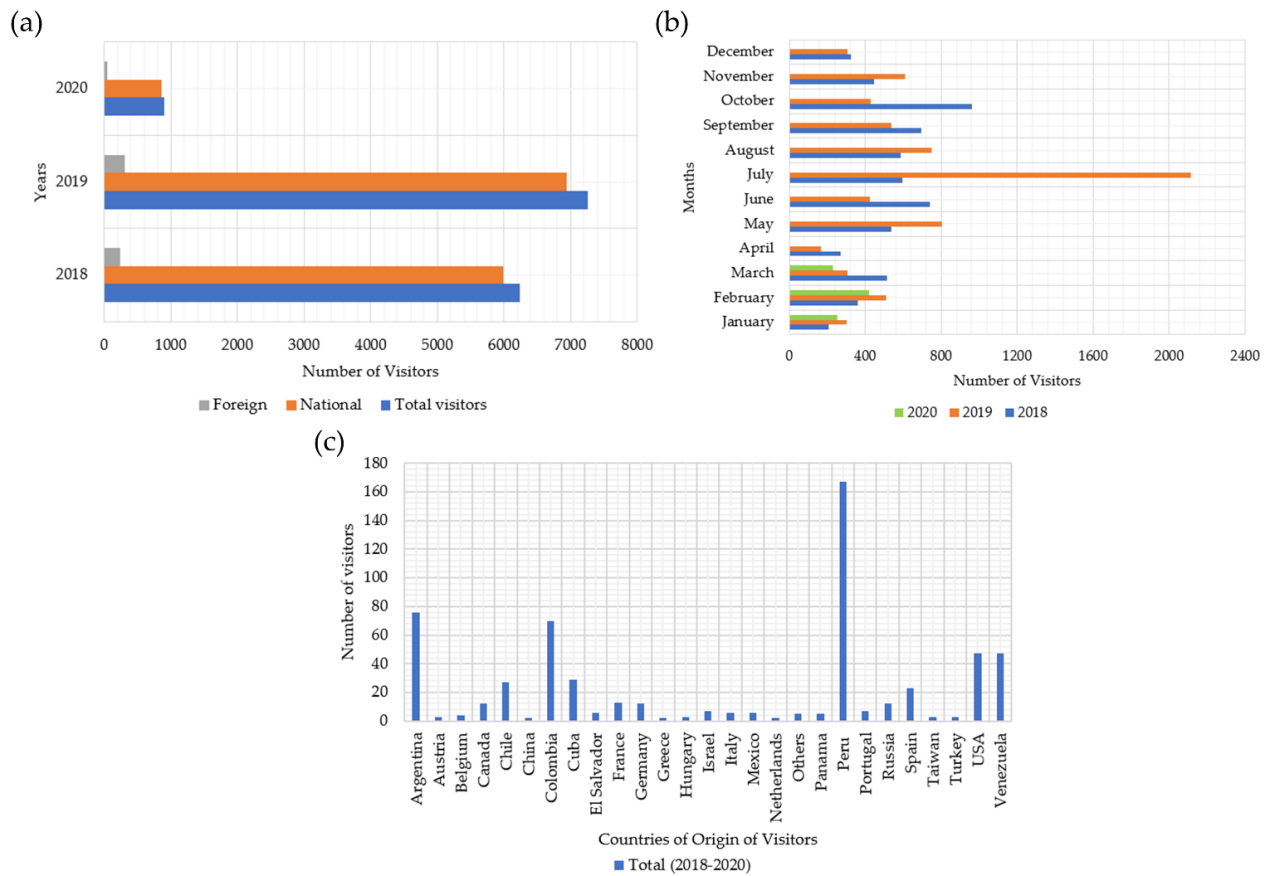 (a)
2020
2019
2018
Years
0 1000 2000 3000 4000 5000 6000 7000 8000
Number of Visitors
Foreign National Total visitors
(b)
December
November
October
September
August
July
June
May
April
March
February
January
Months
0 400 800 1200 1600 2000 2400
Number of Visitors
2020 2019 2018
(c)
180
160
140
120
100
80
60
40
20
0
Number of visitors
Argentina
Austria
Belgium
Canada
Chile
China
Colombia
Cuba
El Salvador
France
Germany
Greece
Hungary
Israel
Italy
Mexico
Netherlands
Others
Panama
Peru
Portugal
Russia
Spain
Taiwan
Turkey
USA
Venezuela
Countries of Origin of Visitors
Total (2018-2020)